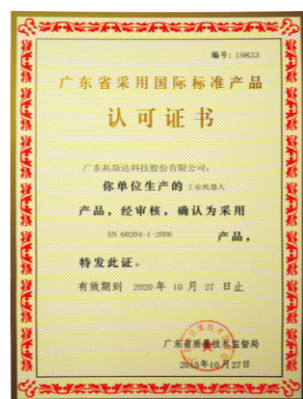 编号: 19833
广东省采用国际标准产品
认可证书
广东拓斯达科技股份有限公司:
你单位生产的 工业机器人
产品，经审核，确认为采用
EN 60204-1-2006 产品，
特发此证。
有效期到 2020 年 10 月 27 日止
广东省质量技术监督局
2015年10月27日